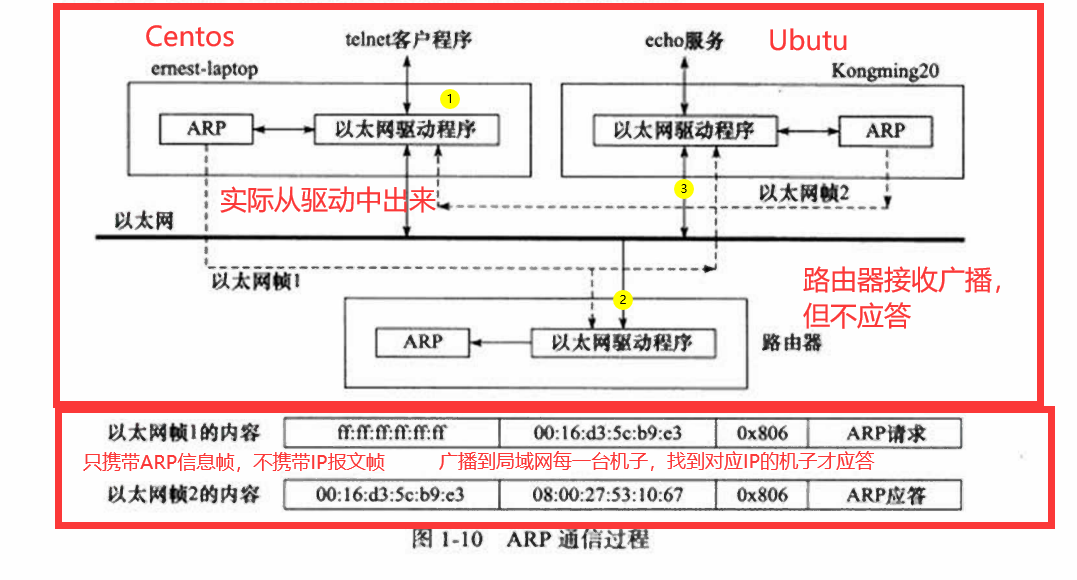 Centos
telnet客户程序
echo服务
Ubutu
ernest-laptop
Kongming20
1
ARP
以太网驱动程序
以太网驱动程序
ARP
实际从驱动中出来
3
以太网帧2
以太网
以太网帧1
路由器接收广播，
但不应答
2
ARP
以太网驱动程序
路由器
以太网帧1的内容
ff:ff:ff:ff:ff:ff
00:16:d3:5c:b9:e3
0x806
ARP请求
只携带ARP信息帧，不携带IP报文帧
广播到局域网每一台机子，找到对应IP的机子才应答
以太网帧2的内容
00:16:d3:5c:b9:e3
08:00:27:53:10:67
0x806
ARP应答
图 1-10 ARP 通信过程